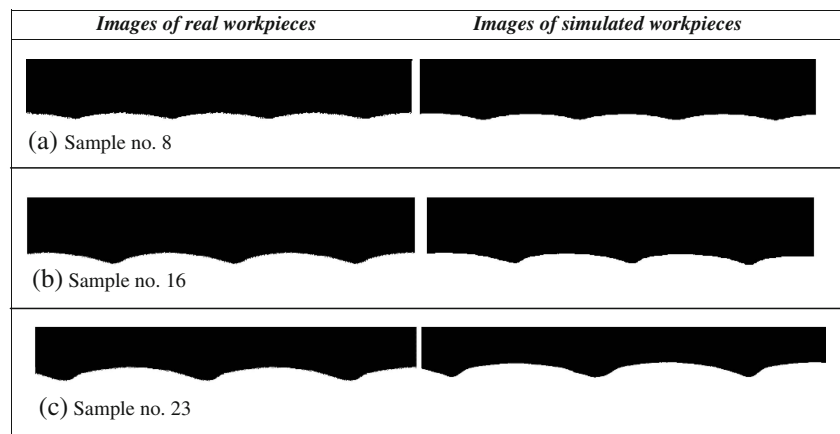 Images of real workpieces Images of simulated workpieces
(a) Sample no. 8
(b) Sample no. 16
(c) Sample no. 23